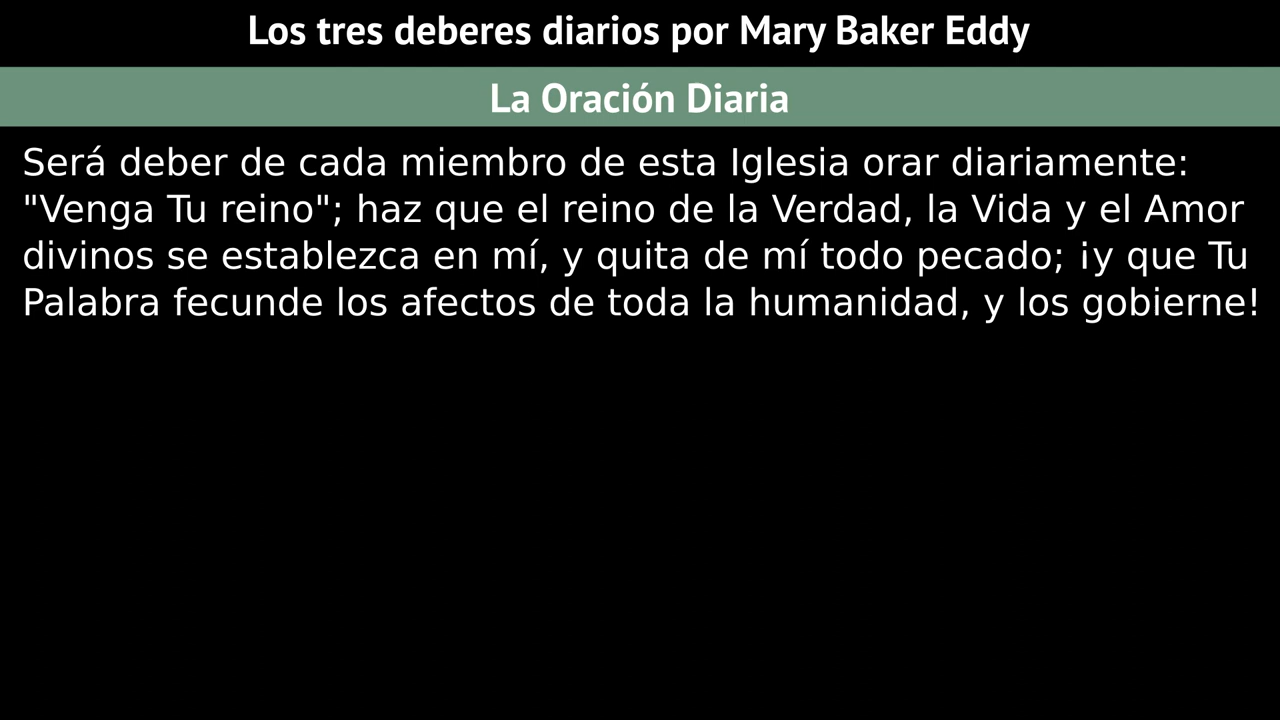 Los tres deberes diarios por Mary Baker Eddy
La Oración Diaria
Será deber de cada miembro de esta Iglesia orar diariamente:
"Venga Tu reino"; haz que el reino de la Verdad, la Vida y el Amor
divinos se establezca en mí, y quita de mí todo pecado; ¡y que Tu
Palabra fecunde los afectos de toda la humanidad, y los gobierne!